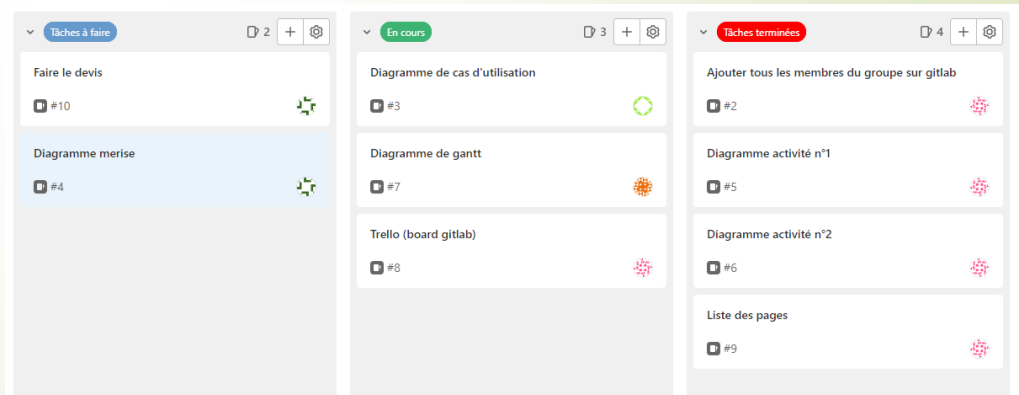 Tâches à faire
2
Faire le devis
#10
Diagramme merise
#4
En cours
3
Diagramme de cas d'utilisation
#3
Diagramme de gantt
#7
Trello (board gitlab)
#8
Tâches terminées
4
Ajouter tous les membres du groupe sur gitlab
#2
Diagramme activité n°1
#5
Diagramme activité n°2
#6
Liste des pages
#9